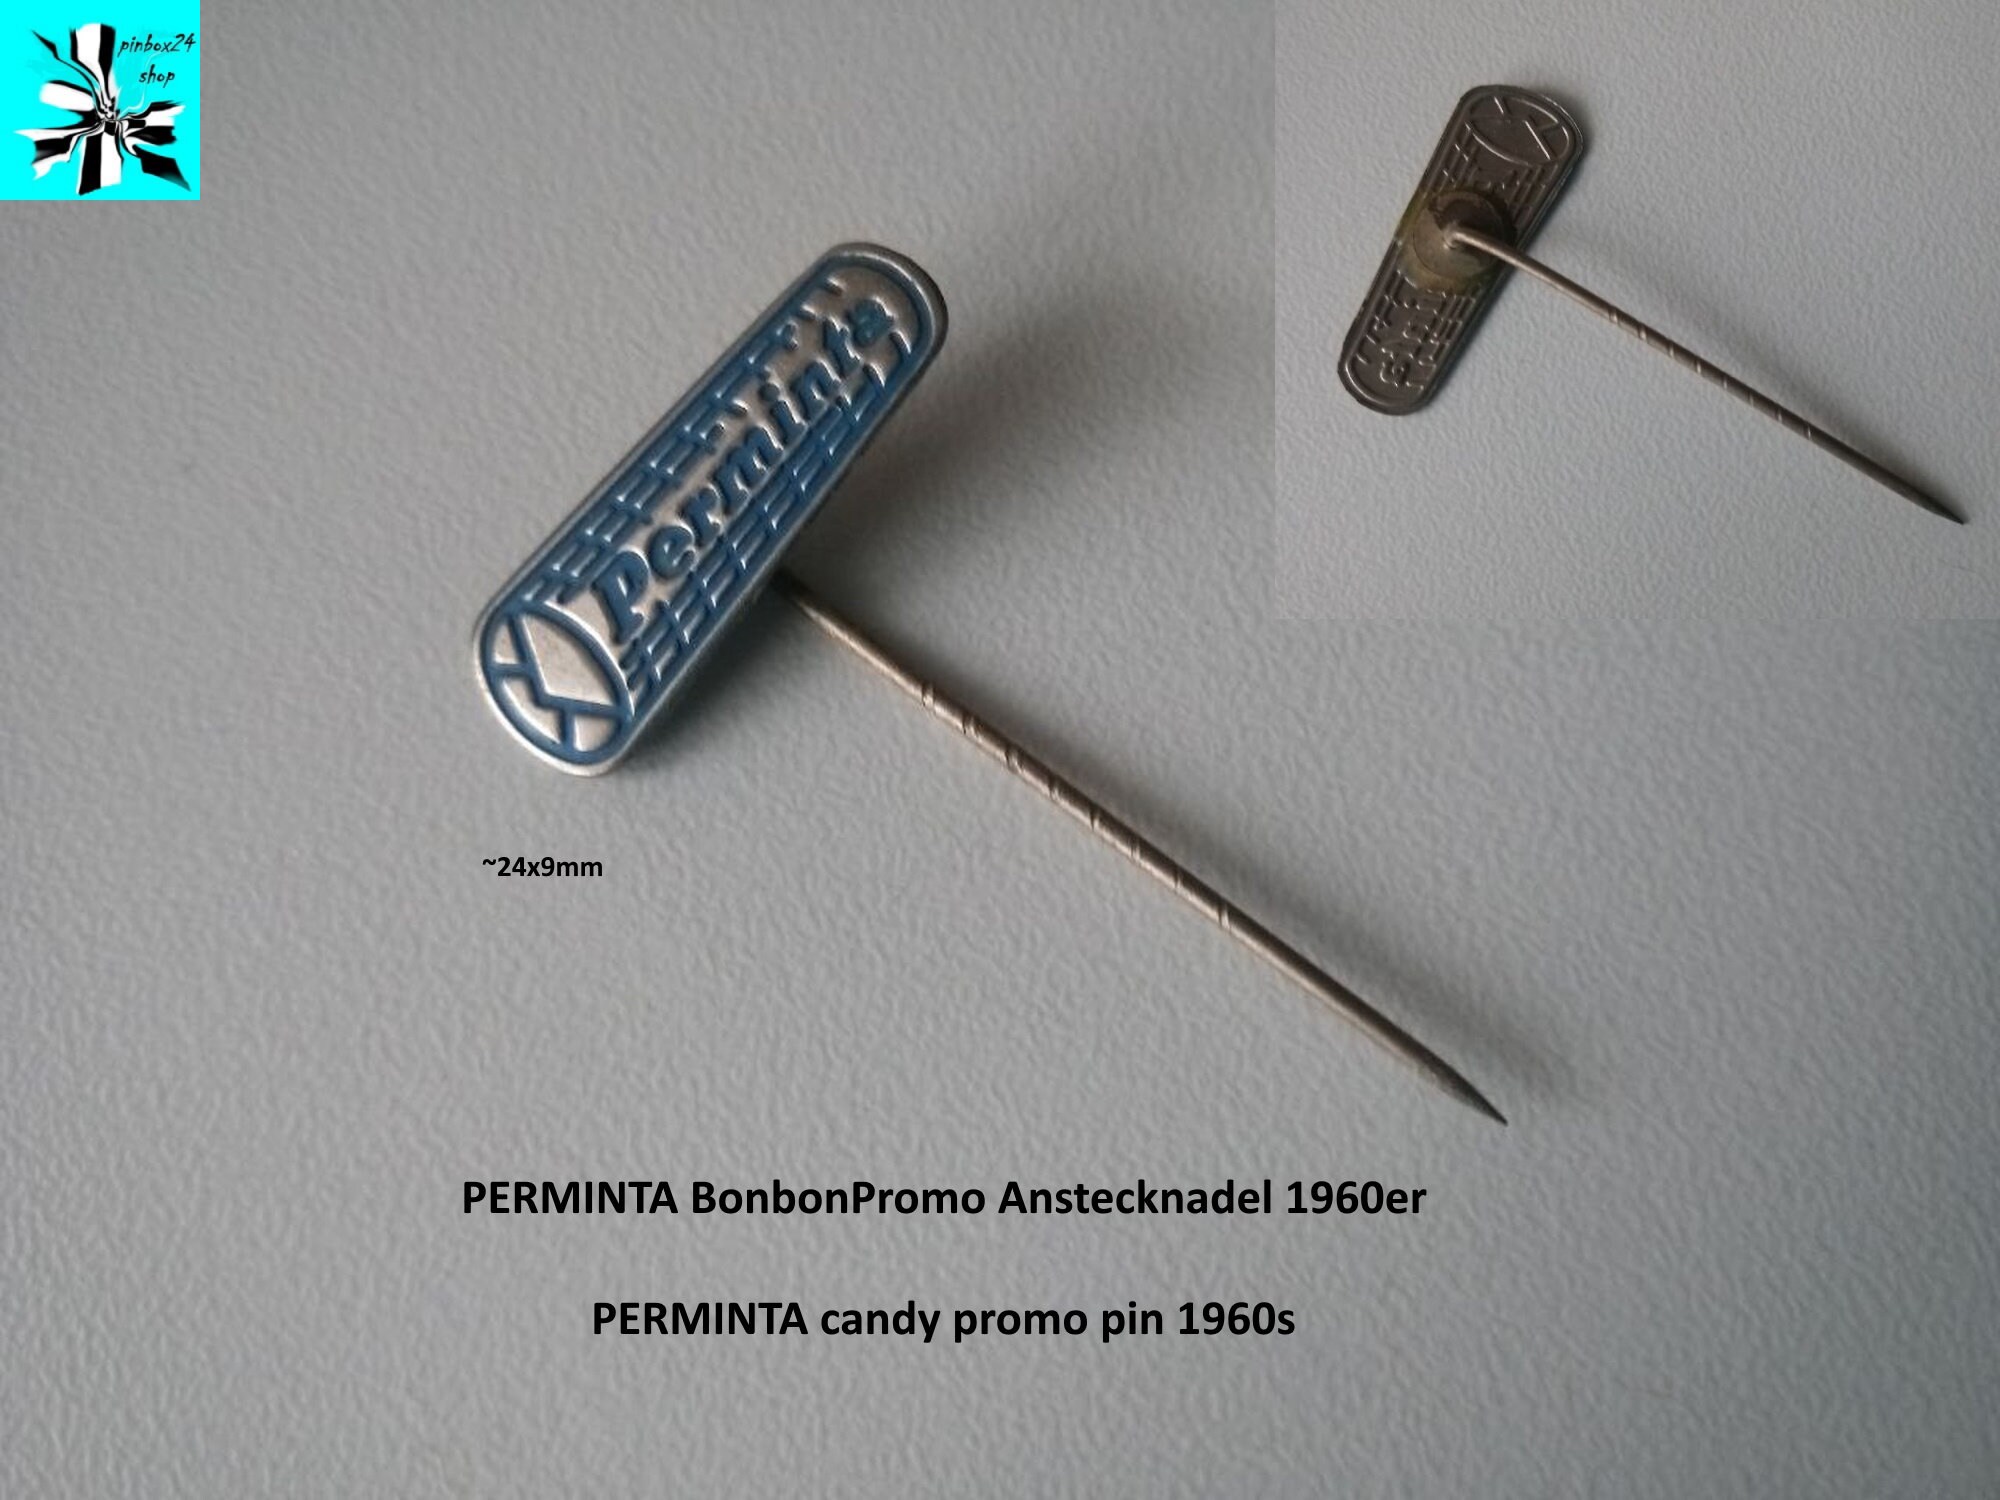 pinbox24
shop
Perminta
~24x9mm
PERMINTA BonbonPromo Anstecknadel 1960er
PERMINTA candy promo pin 1960s